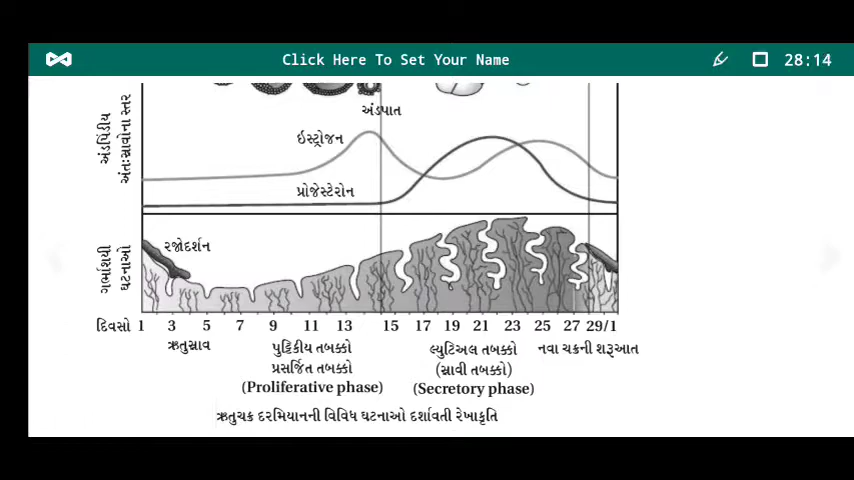 Click Here To Set Your Name
28:14
અંડપાત
અંડપિંડીય
અંતઃસ્રાવોના સ્તર
ઇસ્ટ્રોજન
પ્રોજેસ્ટેરોન
ગર્ભાશયી
ઘટનાઓ
રજોદર્શન
દિવસો 1 3 5 7 9 11 13 15 17 19 21 23 25 27 29/1
ઋતુસ્રાવ
પુટ્ટિકીય તબક્કો
પ્રસર્જિત તબક્કો
(Proliferative phase)
લ્યુટિઅલ તબક્કો
(સ્રાવી તબક્કો)
(Secretory phase)
નવા ચક્રની શરૂઆત
ઋતુચક્ર દરમિયાનની વિવિધ ઘટનાઓ દર્શાવતી રેખાકૃતિ